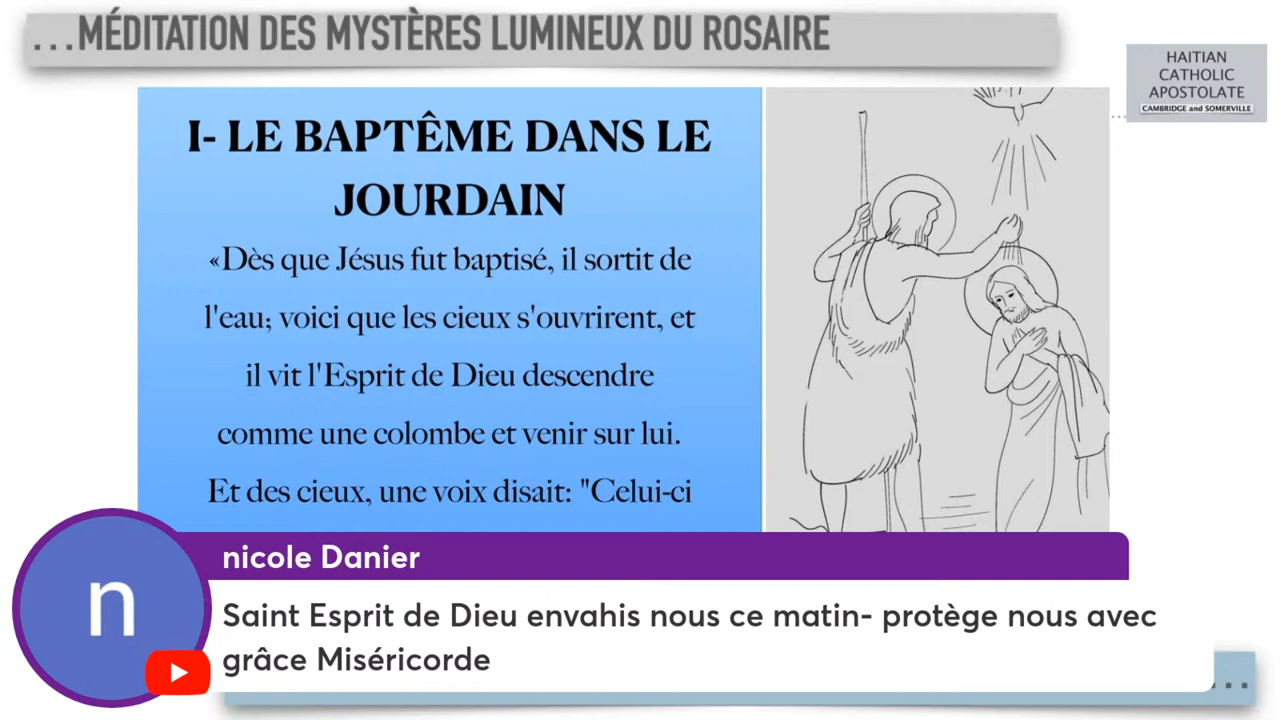 ...MÉDITATION DES MYSTÈRES LUMINEUX DU ROSAIRE
HAITIAN
CATHOLIC
APOSTOLATE
CAMBRIDGE and SOMERVILLE
I- LE BAPTÊME DANS LE
JOURDAIN
«Dès que Jésus fut baptisé, il sortit de
l'eau; voici que les cieux s'ouvrirent, et
il vit l'Esprit de Dieu descendre
comme une colombe et venir sur lui.
Et des cieux, une voix disait: "Celui-ci
n
nicole Danier
Saint Esprit de Dieu envahis nous ce matin- protège nous avec
grâce Miséricorde